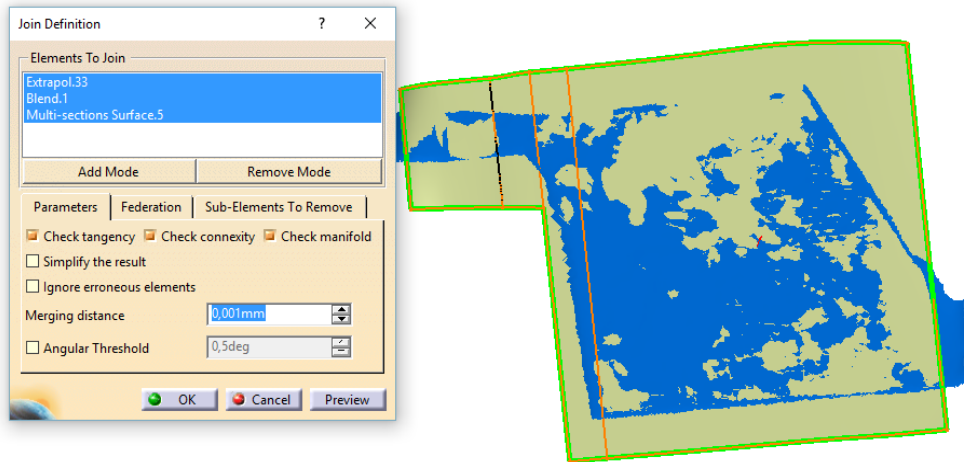 Join Definition ? ×
Elements To Join
Extrapol.33
Blend.1
Multi-sections Surface.5
Add Mode Remove Mode
Parameters Federation Sub-Elements To Remove
Check tangency Check connexity Check manifold
Simplify the result
Ignore erroneous elements
Merging distance 0,001mm
Angular Threshold 0,5deg
OK Cancel Preview